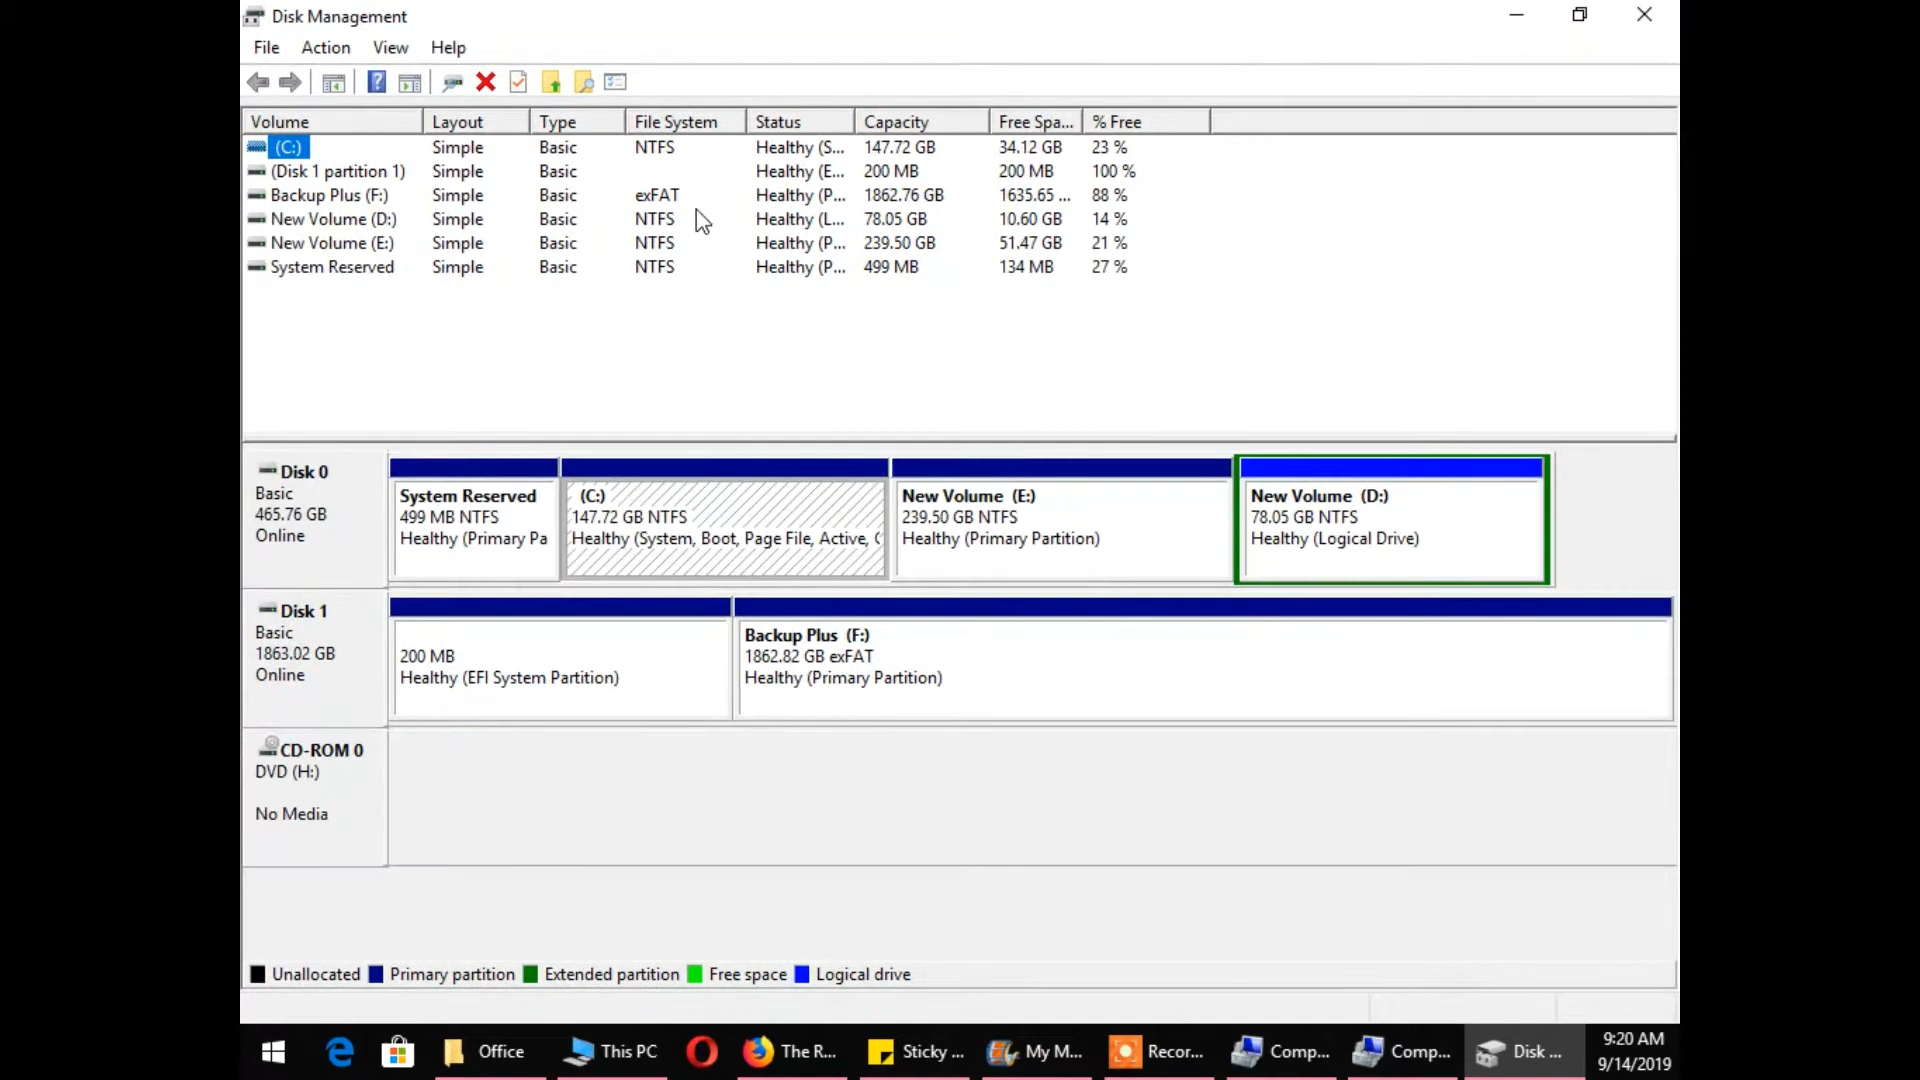 Disk Management
File Action View Help
Volume Layout Type File System Status Capacity Free Spa... % Free
(C:) Simple Basic NTFS Healthy (S... 147.72 GB 34.12 GB 23 %
(Disk 1 partition 1) Simple Basic Healthy (E... 200 MB 200 MB 100 %
Backup Plus (F:) Simple Basic exFAT Healthy (P... 1862.76 GB 1635.65 ... 88 %
New Volume (D:) Simple Basic NTFS Healthy (L... 78.05 GB 10.60 GB 14 %
New Volume (E:) Simple Basic NTFS Healthy (P... 239.50 GB 51.47 GB 21 %
System Reserved Simple Basic NTFS Healthy (P... 499 MB 134 MB 27 %
Disk 0
Basic
465.76 GB
Online
System Reserved
499 MB NTFS
Healthy (Primary Pa
(C:)
147.72 GB NTFS
Healthy (System, Boot, Page File, Active, C
New Volume (E:)
239.50 GB NTFS
Healthy (Primary Partition)
New Volume (D:)
78.05 GB NTFS
Healthy (Logical Drive)
Disk 1
Basic
1863.02 GB
Online
200 MB
Healthy (EFI System Partition)
Backup Plus (F:)
1862.82 GB exFAT
Healthy (Primary Partition)
CD-ROM 0
DVD (H:)
No Media
Unallocated Primary partition Extended partition Free space Logical drive
Office This PC The R... Sticky ... My M... Recor... Comp... Comp... Disk ...
9:20 AM
9/14/2019